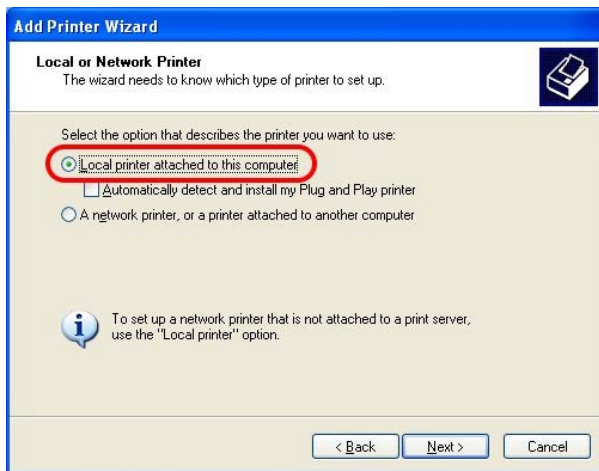 Add Printer Wizard
Local or Network Printer
The wizard needs to know which type of printer to set up.
Select the option that describes the printer you want to use:
Local printer attached to this computer
Automatically detect and install my Plug and Play printer
A network printer, or a printer attached to another computer
To set up a network printer that is not attached to a print server,
use the "Local printer" option.
< Back Next > Cancel